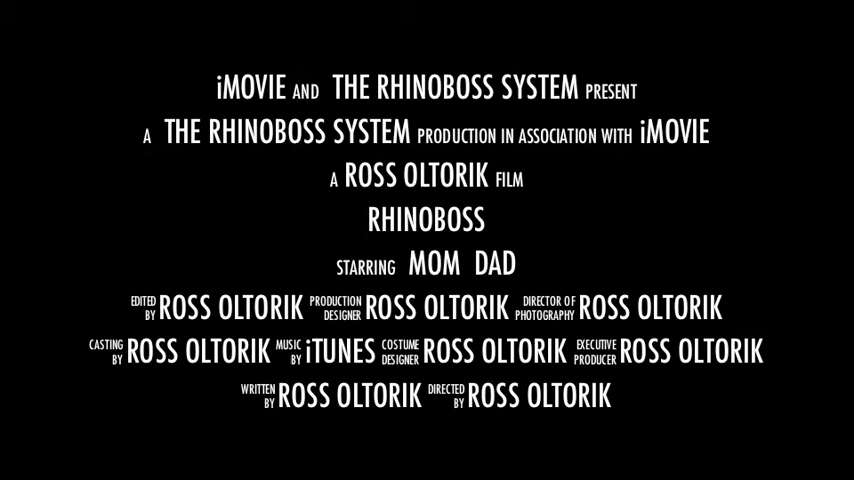 iMOVIE AND THE RHINOBOSS SYSTEM PRESENT
A THE RHINOBOSS SYSTEM PRODUCTION IN ASSOCIATION WITH iMOVIE
A ROSS OLTORIK FILM
RHINOBOSS
STARRING MOM DAD
EDITED BY ROSS OLTORIK PRODUCTION DESIGNER ROSS OLTORIK DIRECTOR OF PHOTOGRAPHY ROSS OLTORIK
CASTING BY ROSS OLTORIK MUSIC BY iTUNES COSTUME DESIGNER ROSS OLTORIK EXECUTIVE PRODUCER ROSS OLTORIK
WRITTEN BY ROSS OLTORIK DIRECTED BY ROSS OLTORIK